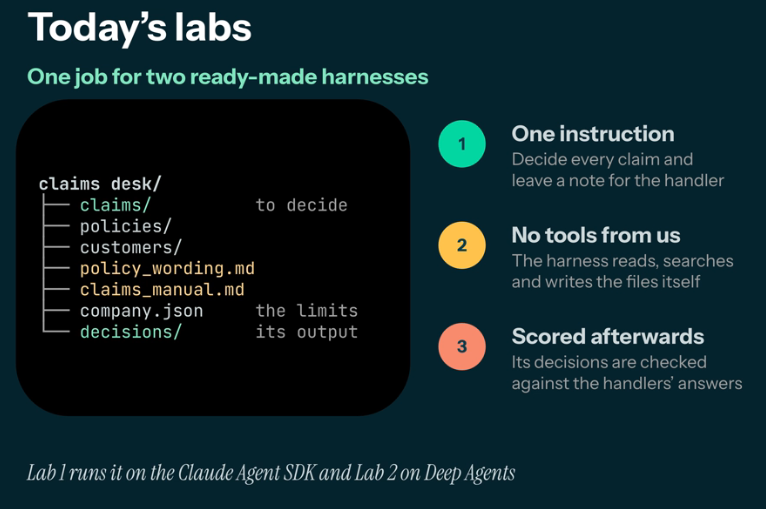 Today's labs
One job for two ready-made harnesses
claims desk/
├── claims/ to decide
├── policies/
├── customers/
├── policy_wording.md
├── claims_manual.md
├── company.json the limits
└── decisions/ its output
1
One instruction
Decide every claim and
leave a note for the handler
2
No tools from us
The harness reads, searches
and writes the files itself
3
Scored afterwards
Its decisions are checked
against the handlers' answers
Lab 1 runs it on the Claude Agent SDK and Lab 2 on Deep Agents